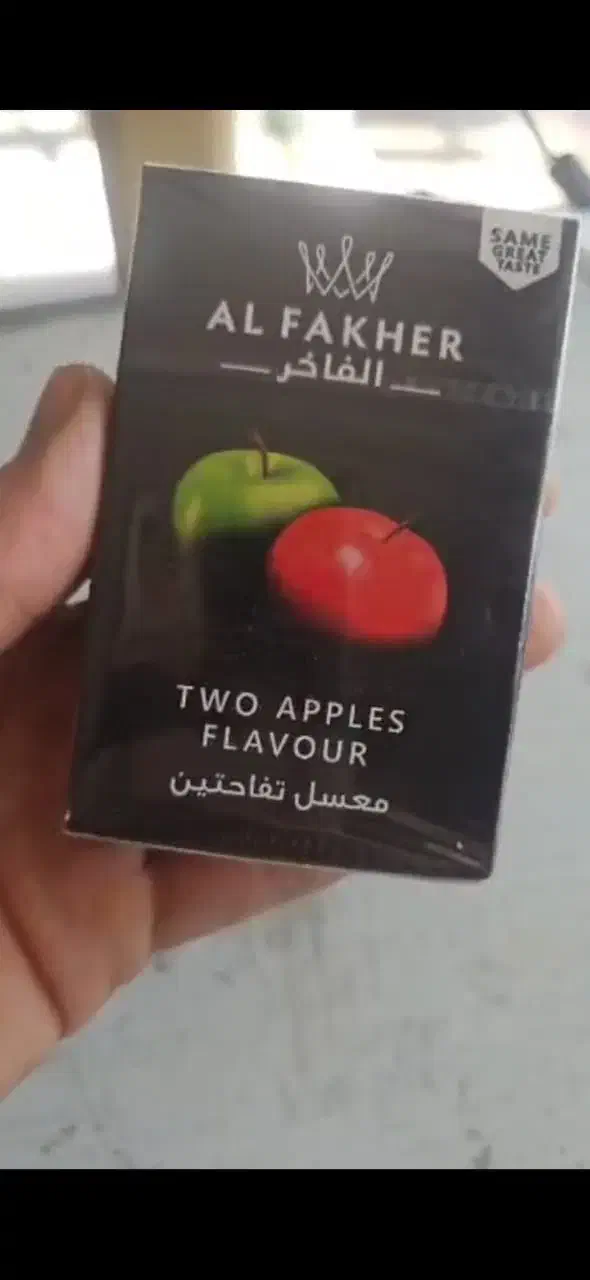 SAME
GREAT
TASTE
AL FAKHER
الفاخر
TWO APPLES
FLAVOUR
معسل تفاحتين